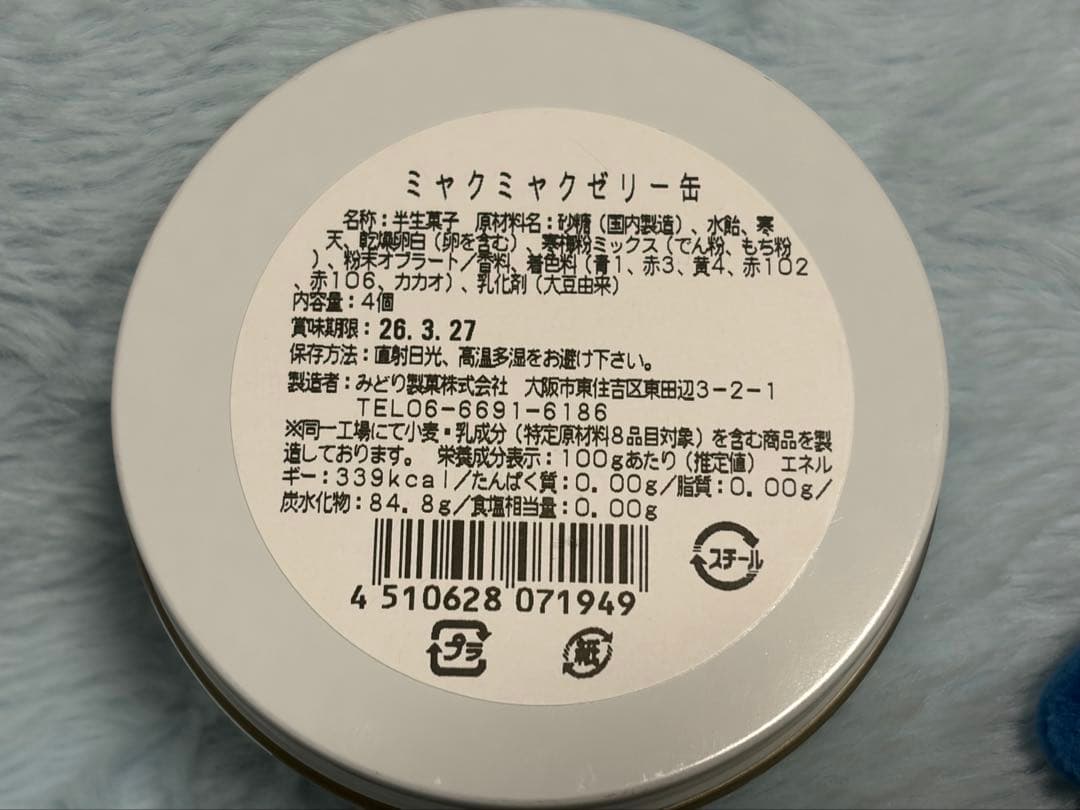 ミャクミャクゼリー缶
名称：半生菓子　原材料名：砂糖（国内製造）、水飴、寒
天、乾燥卵白（卵を含む）、寒梅粉ミックス（でん粉、もち粉
）、粉末オブラート／香料、着色料（青1、赤3、黄4、赤102
、赤106、カカオ）、乳化剤（大豆由来）
内容量：4個
賞味期限：26.3.27
保存方法：直射日光、高温多湿をお避け下さい。
製造者：みどり製菓株式会社　大阪市東住吉区東田辺3-2-1
TEL06-6691-6186
※同一工場にて小麦・乳成分（特定原材料8品目対象）を含む商品を製
造しております。　栄養成分表示：100gあたり（推定値）　エネル
ギー：339kcal／たんぱく質：0.00g／脂質：0.00g／
炭水化物：84.8g／食塩相当量：0.00g
スチール
4 510628 071949
プラ
紙